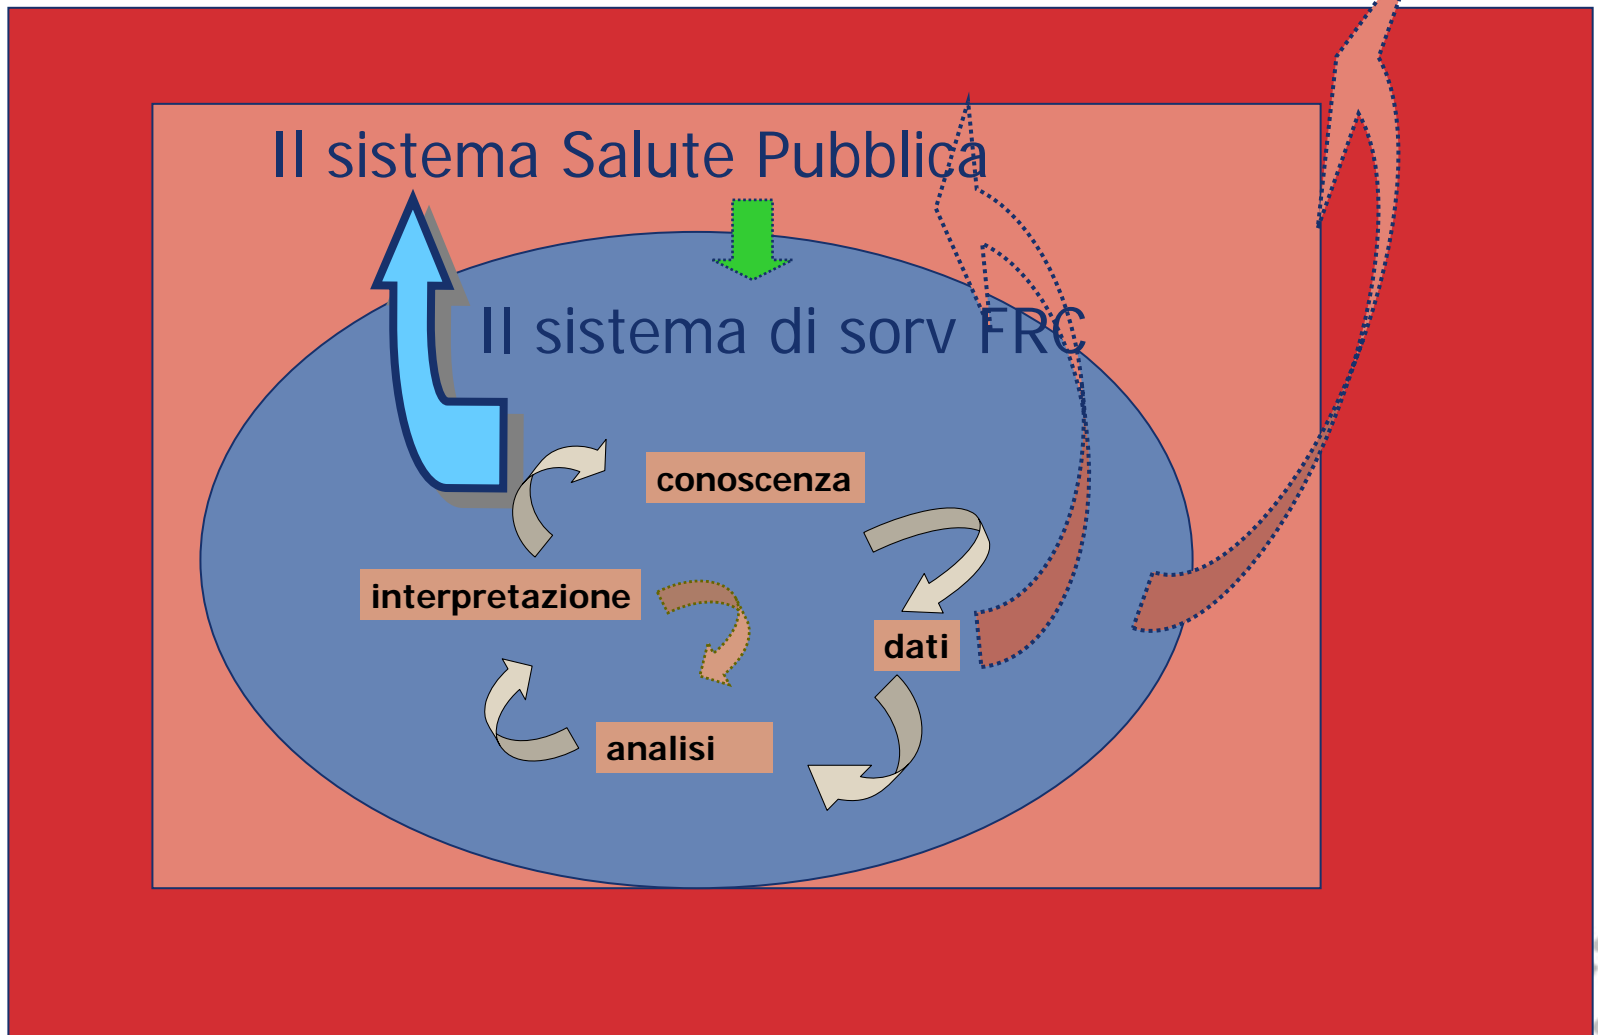 Il sistema Salute Pubblica
Il sistema di sorv FRC
conoscenza
interpretazione
dati
analisi